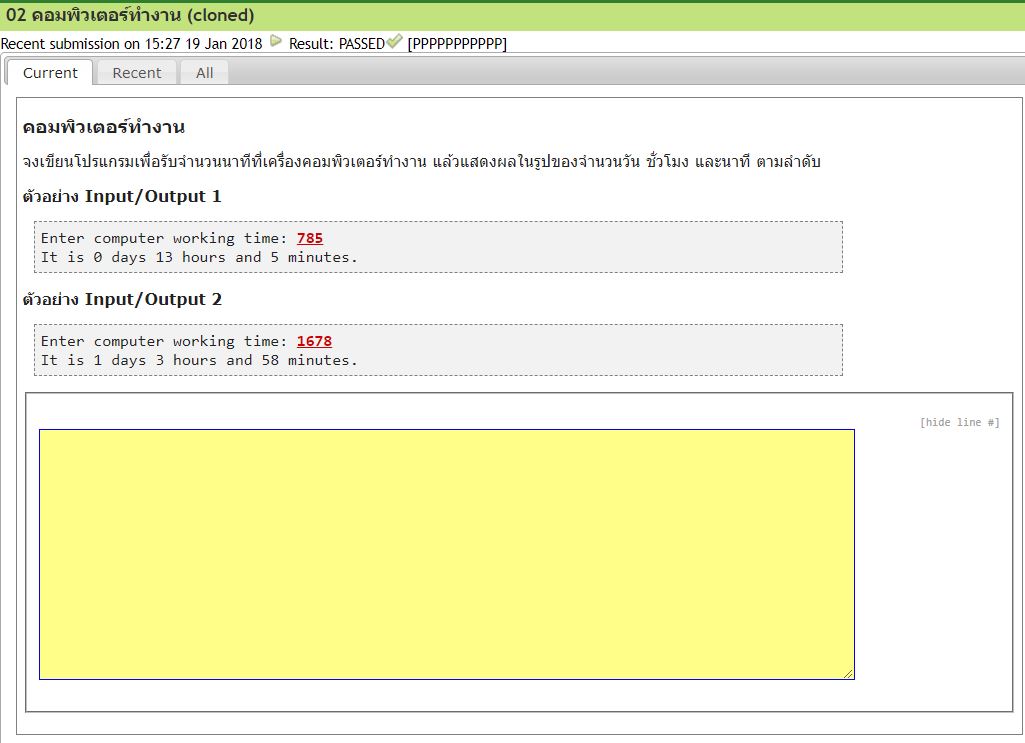 02 คอมพิวเตอร์ทำงาน (cloned)
Recent submission on 15:27 19 Jan 2018 Result: PASSED [PPPPPPPPPPP]
Current Recent All
คอมพิวเตอร์ทำงาน
จงเขียนโปรแกรมเพื่อรับจำนวนนาทีที่เครื่องคอมพิวเตอร์ทำงาน แล้วแสดงผลในรูปของจำนวนวัน ชั่วโมง และนาที ตามลำดับ
ตัวอย่าง Input/Output 1
Enter computer working time: 785
It is 0 days 13 hours and 5 minutes.
ตัวอย่าง Input/Output 2
Enter computer working time: 1678
It is 1 days 3 hours and 58 minutes.
[hide line #]